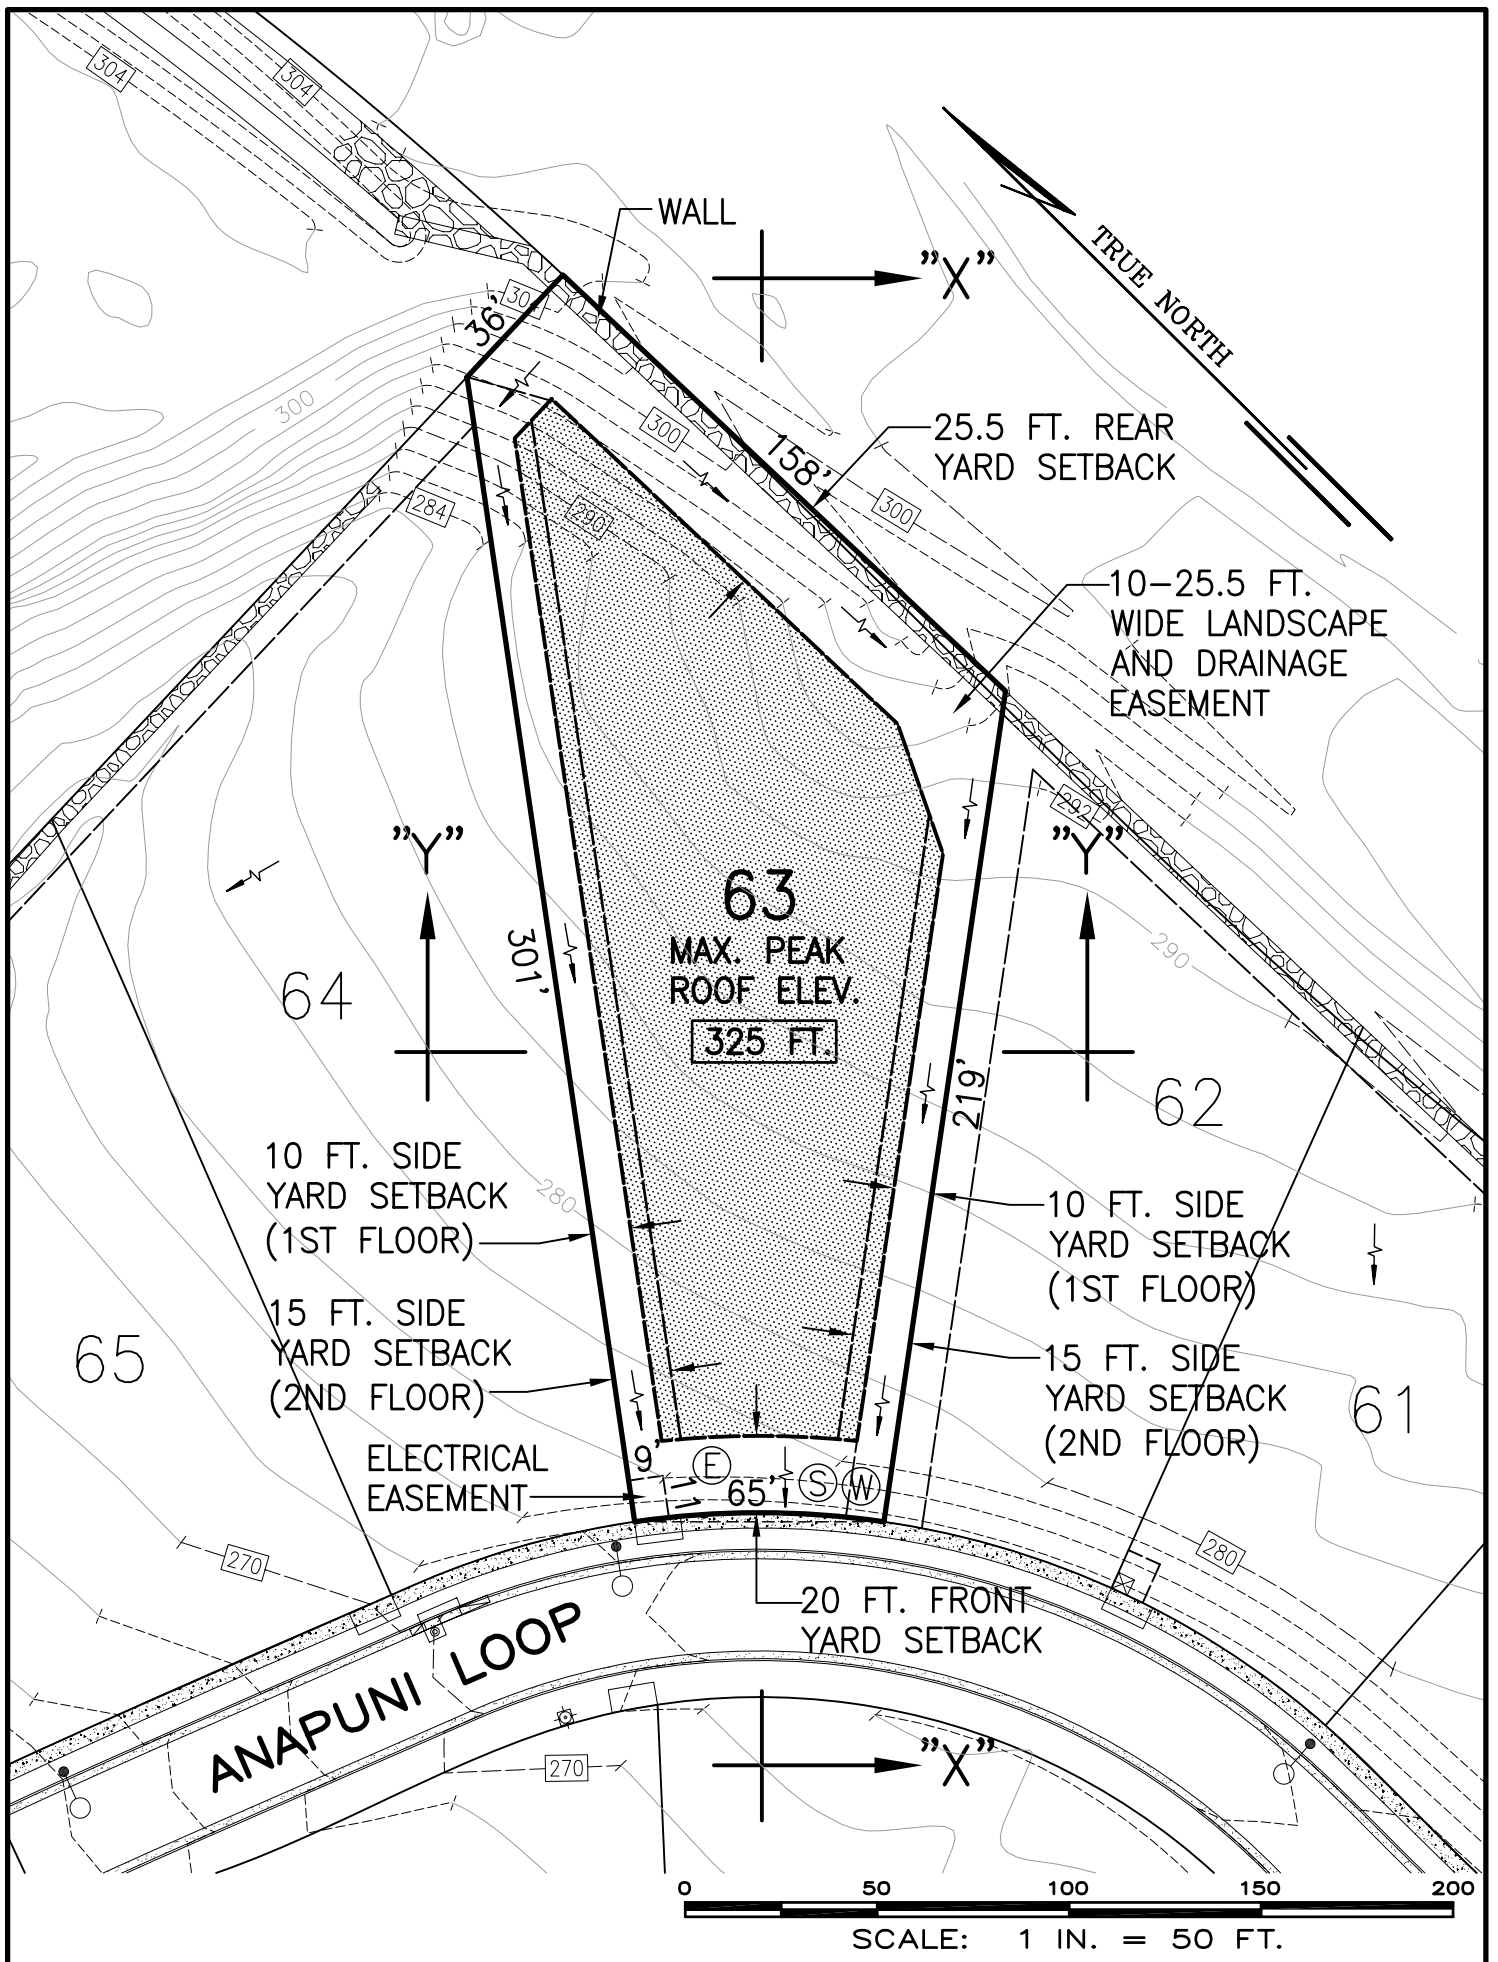 304
304
WALL
"X"
TRUE NORTH
36'
300
300
25.5 FT. REAR
YARD SETBACK
158'
300
284
290
10-25.5 FT.
WIDE LANDSCAPE
AND DRAINAGE
EASEMENT
292
"Y"
"Y"
63
MAX. PEAK
ROOF ELEV.
325 FT.
301'
290
64
219'
62
10 FT. SIDE
YARD SETBACK
(1ST FLOOR)
280
10 FT. SIDE
YARD SETBACK
(1ST FLOOR)
15 FT. SIDE
YARD SETBACK
(2ND FLOOR)
65
15 FT. SIDE
YARD SETBACK
(2ND FLOOR)
61
ELECTRICAL
EASEMENT
9'
E
11'
65'
S
W
270
280
20 FT. FRONT
YARD SETBACK
ANAPUNI LOOP
270
"X"
0 50 100 150 200
SCALE: 1 IN. = 50 FT.